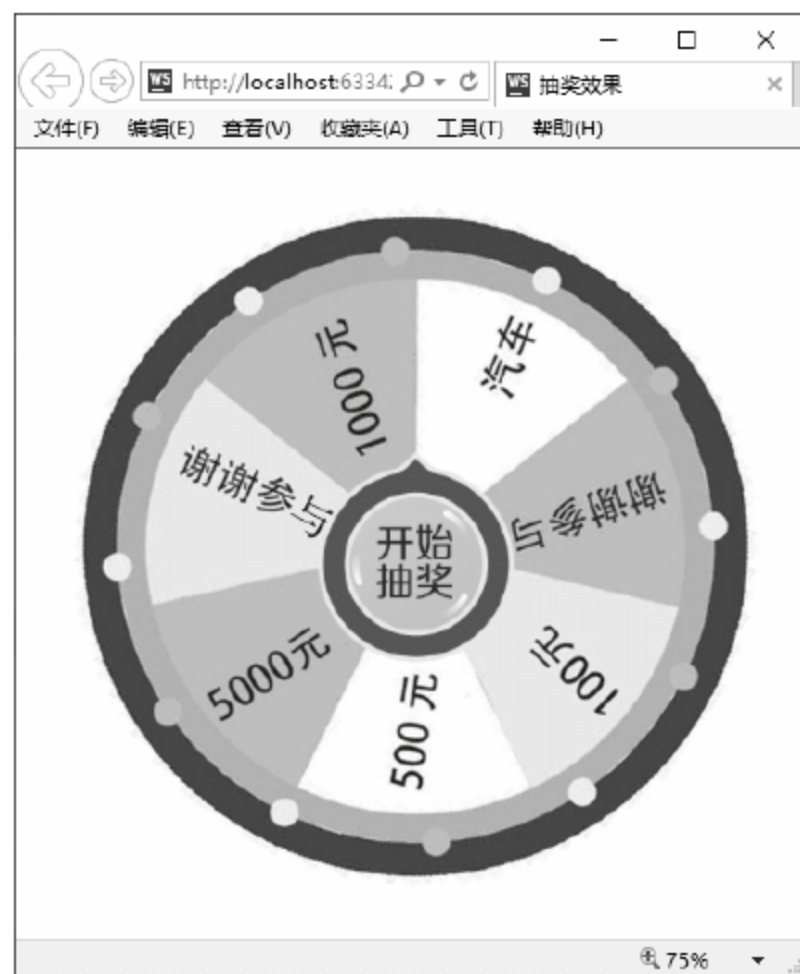 WS http://localhost:6334
WS 抽奖效果
文件(F) 编辑(E) 查看(V) 收藏夹(A) 工具(T) 帮助(H)
1000 元
汽车
谢谢参与
谢谢参与
开始
抽奖
5000元
100元
500 元
75%